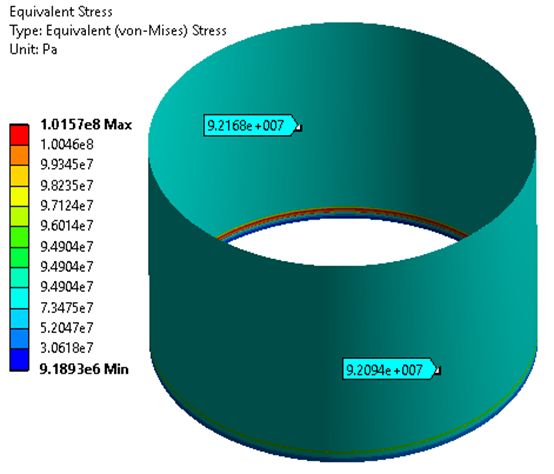 Equivalent Stress
Type: Equivalent (von-Mises) Stress
Unit: Pa
1.0157e8 Max
1.0046e8
9.9345e7
9.8235e7
9.7124e7
9.6014e7
9.4904e7
9.4904e7
9.4904e7
7.3475e7
5.2047e7
3.0618e7
9.1893e6 Min
9.2168e+007
9.2094e+007